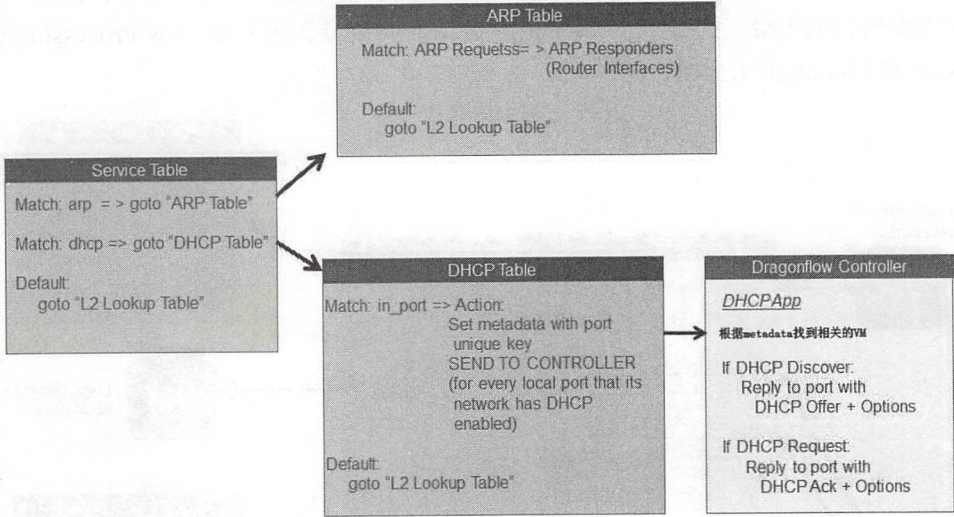 ARP Table
Match: ARP Requetss= > ARP Responders
(Router Interfaces)
Default:
goto "L2 Lookup Table"
Service Table
Match: arp = > goto "ARP Table"
Match: dhcp => goto "DHCP Table"
Default:
goto "L2 Lookup Table"
DHCP Table
Match: in_port => Action:
Set metadata with port
unique key
SEND TO CONTROLLER
(for every local port that its
network has DHCP
enabled)
Default:
goto "L2 Lookup Table"
Dragonflow Controller
DHCPApp
根据metadata找到相关的VM
If DHCP Discover:
Reply to port with
DHCP Offer + Options
If DHCP Request:
Reply to port with
DHCP Ack + Options